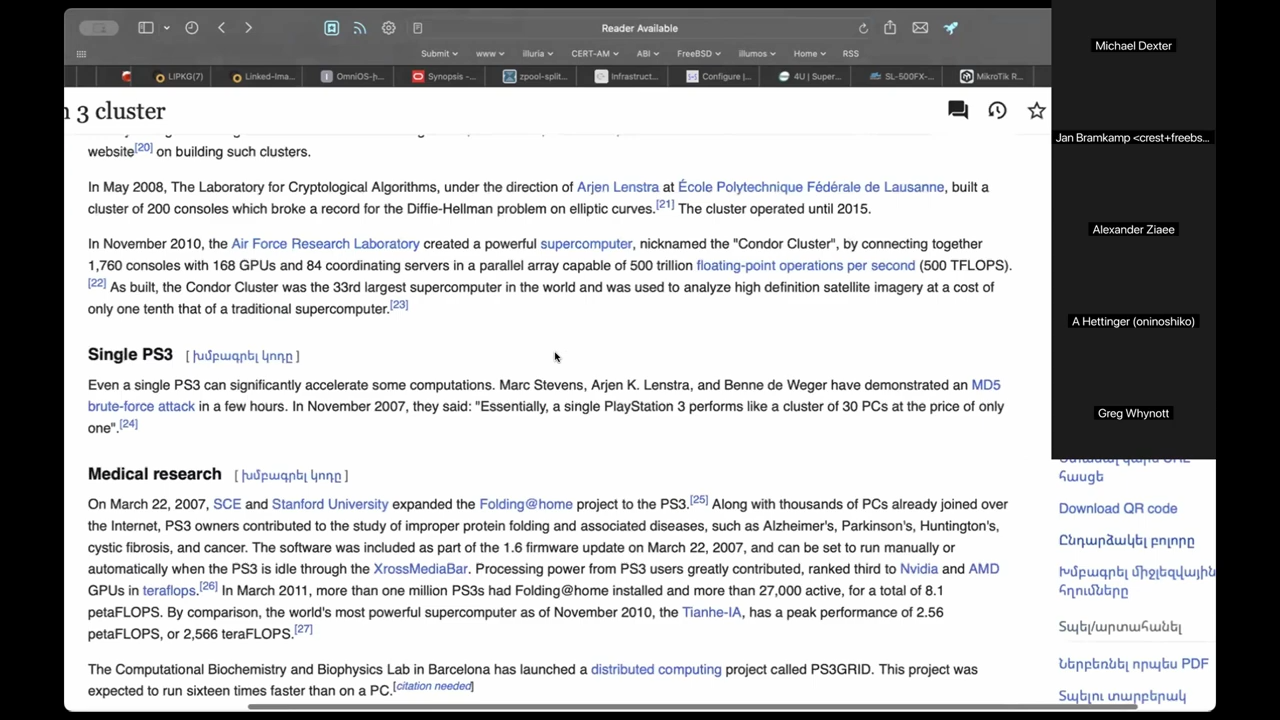 Reader Available
Submit www illuria CERT-AM ABI FreeBSD illumos Home RSS
LIPKG(7) Linked-Ima... OmniOS-ի... Synopsis -... zpool-split... Infrastruct... Configure |... 4U | Super... SL-500FX-... MikroTik R...
3 cluster
website[20] on building such clusters.
In May 2008, The Laboratory for Cryptological Algorithms, under the direction of Arjen Lenstra at École Polytechnique Fédérale de Lausanne, built a
cluster of 200 consoles which broke a record for the Diffie-Hellman problem on elliptic curves.[21] The cluster operated until 2015.
In November 2010, the Air Force Research Laboratory created a powerful supercomputer, nicknamed the "Condor Cluster", by connecting together
1,760 consoles with 168 GPUs and 84 coordinating servers in a parallel array capable of 500 trillion floating-point operations per second (500 TFLOPS).
[22] As built, the Condor Cluster was the 33rd largest supercomputer in the world and was used to analyze high definition satellite imagery at a cost of
only one tenth that of a traditional supercomputer.[23]
Single PS3 [ խմբագրել կոդը ]
Even a single PS3 can significantly accelerate some computations. Marc Stevens, Arjen K. Lenstra, and Benne de Weger have demonstrated an MD5
brute-force attack in a few hours. In November 2007, they said: "Essentially, a single PlayStation 3 performs like a cluster of 30 PCs at the price of only
one".[24]
Medical research [ խմբագրել կոդը ]
On March 22, 2007, SCE and Stanford University expanded the Folding@home project to the PS3.[25] Along with thousands of PCs already joined over
the Internet, PS3 owners contributed to the study of improper protein folding and associated diseases, such as Alzheimer's, Parkinson's, Huntington's,
cystic fibrosis, and cancer. The software was included as part of the 1.6 firmware update on March 22, 2007, and can be set to run manually or
automatically when the PS3 is idle through the XrossMediaBar. Processing power from PS3 users greatly contributed, ranked third to Nvidia and AMD
GPUs in teraflops.[26] In March 2011, more than one million PS3s had Folding@home installed and more than 27,000 active, for a total of 8.1
petaFLOPS. By comparison, the world's most powerful supercomputer as of November 2010, the Tianhe-IA, has a peak performance of 2.56
petaFLOPS, or 2,566 teraFLOPS.[27]
The Computational Biochemistry and Biophysics Lab in Barcelona has launched a distributed computing project called PS3GRID. This project was
expected to run sixteen times faster than on a PC.[citation needed]
Michael Dexter
Jan Bramkamp <crest+freebs...
Alexander Ziaee
A Hettinger (oninoshiko)
Greg Whynott
հասցե
Download QR code
Ընդարձակել բոլորը
Խմբագրել միջլեզվային
հղումները
Տպել/արտահանել
Ներբեռնել որպես PDF
Տպելու տարբերակ